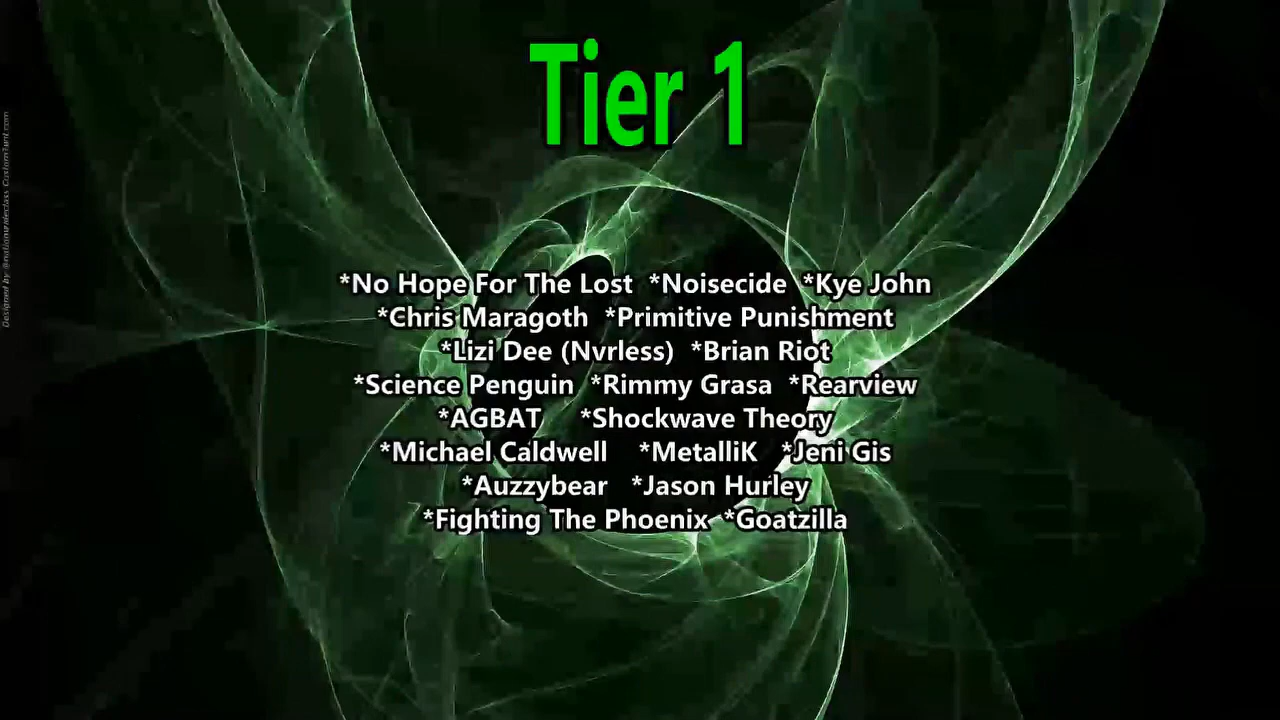 Tier 1
*No Hope For The Lost *Noisecide *Kye John
*Chris Maragoth *Primitive Punishment
*Lizi Dee (Nvrless) *Brian Riot
*Science Penguin *Rimmy Grasa *Rearview
*AGBAT *Shockwave Theory
*Michael Caldwell *MetalliK *Jeni Gis
*Auzzybear *Jason Hurley
*Fighting The Phoenix *Goatzilla
Designed by